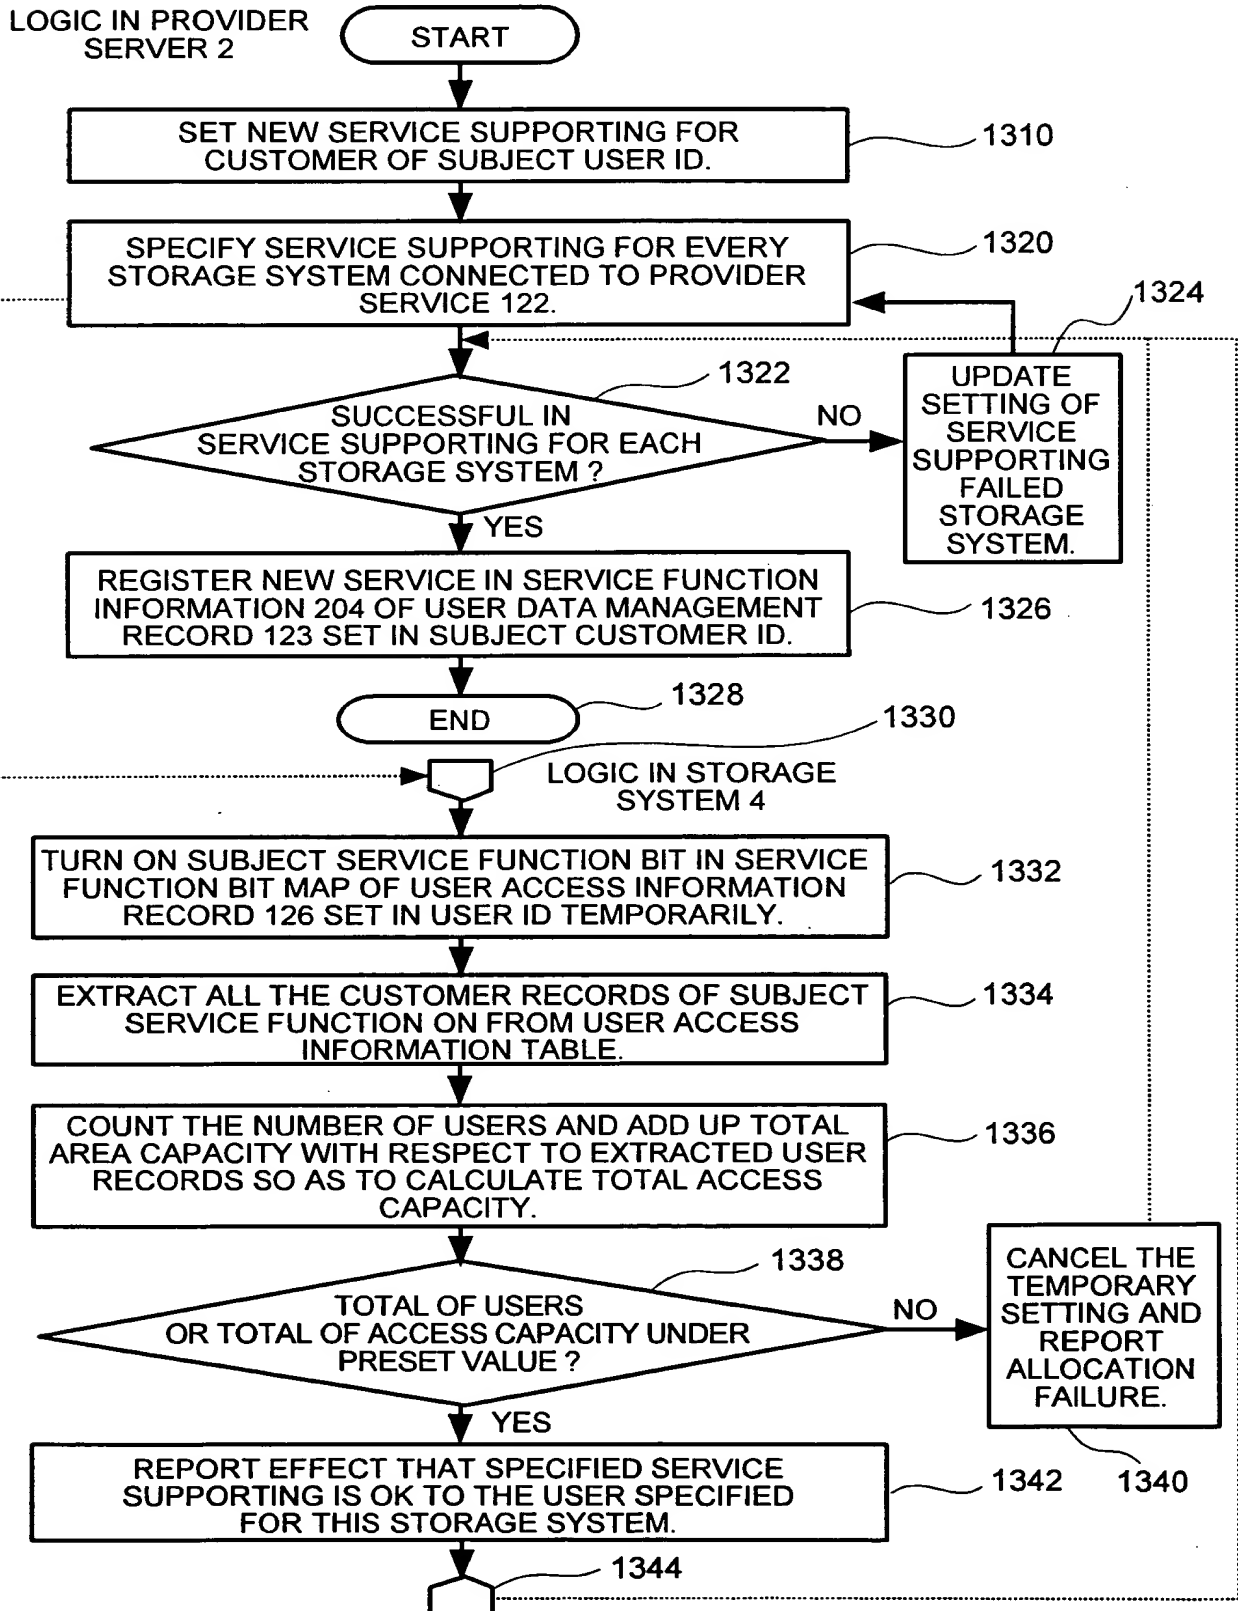 LOGIC IN PROVIDER
SERVER 2
START
SET NEW SERVICE SUPPORTING FOR
CUSTOMER OF SUBJECT USER ID.
1310
SPECIFY SERVICE SUPPORTING FOR EVERY
STORAGE SYSTEM CONNECTED TO PROVIDER
SERVICE 122.
1320
1324
UPDATE
SETTING OF
SERVICE
SUPPORTING
FAILED
STORAGE
SYSTEM.
1322
SUCCESSFUL IN
SERVICE SUPPORTING FOR EACH
STORAGE SYSTEM ?
NO
YES
REGISTER NEW SERVICE IN SERVICE FUNCTION
INFORMATION 204 OF USER DATA MANAGEMENT
RECORD 123 SET IN SUBJECT CUSTOMER ID.
1326
END
1328
1330
LOGIC IN STORAGE
SYSTEM 4
TURN ON SUBJECT SERVICE FUNCTION BIT IN SERVICE
FUNCTION BIT MAP OF USER ACCESS INFORMATION
RECORD 126 SET IN USER ID TEMPORARILY.
1332
EXTRACT ALL THE CUSTOMER RECORDS OF SUBJECT
SERVICE FUNCTION ON FROM USER ACCESS
INFORMATION TABLE.
1334
COUNT THE NUMBER OF USERS AND ADD UP TOTAL
AREA CAPACITY WITH RESPECT TO EXTRACTED USER
RECORDS SO AS TO CALCULATE TOTAL ACCESS
CAPACITY.
1336
1338
TOTAL OF USERS
OR TOTAL OF ACCESS CAPACITY UNDER
PRESET VALUE ?
NO
CANCEL THE
TEMPORARY
SETTING AND
REPORT
ALLOCATION
FAILURE.
1340
YES
REPORT EFFECT THAT SPECIFIED SERVICE
SUPPORTING IS OK TO THE USER SPECIFIED
FOR THIS STORAGE SYSTEM.
1342
1344